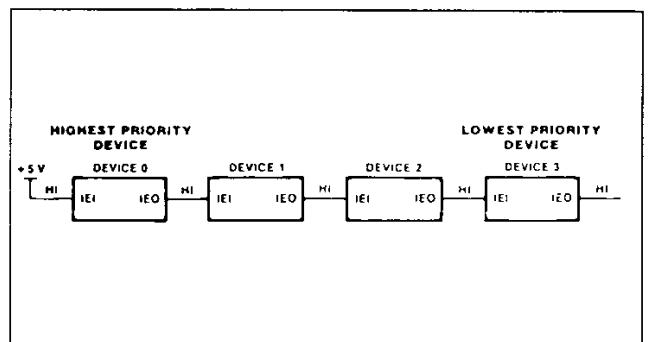 HIGHEST PRIORITY
DEVICE
LOWEST PRIORITY
DEVICE
+5 V
DEVICE 0
DEVICE 1
DEVICE 2
DEVICE 3
HI
IEI
IEO
HI
IEI
IEO
HI
IEI
IEO
HI
IEI
IEO
HI